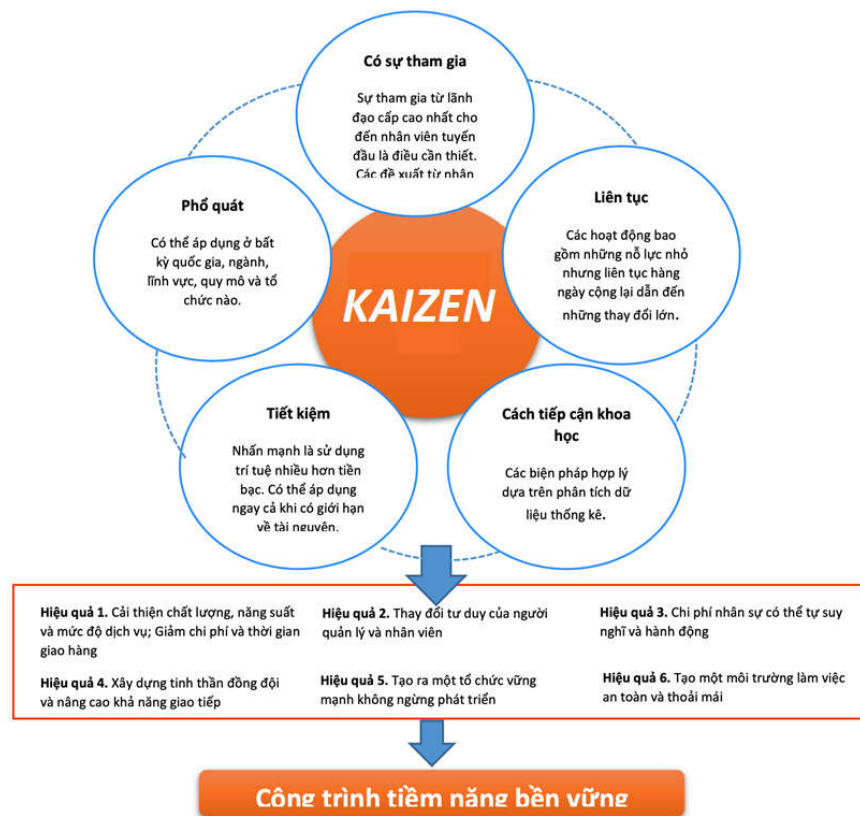 Có sự tham gia
Sự tham gia từ lãnh
đạo cấp cao nhất cho
đến nhân viên tuyến
đầu là điều cần thiết.
Các đề xuất từ nhân
Phổ quát
Có thể áp dụng ở bất
kỳ quốc gia, ngành,
lĩnh vực, quy mô và tổ
chức nào.
Liên tục
Các hoạt động bao
gồm những nỗ lực nhỏ
nhưng liên tục hàng
ngày cộng lại dẫn đến
những thay đổi lớn.
KAIZEN
Tiết kiệm
Nhấn mạnh là sử dụng
trí tuệ nhiều hơn tiền
bạc. Có thể áp dụng
ngay cả khi có giới hạn
về tài nguyên.
Cách tiếp cận khoa
học
Các biện pháp hợp lý
dựa trên phân tích dữ
liệu thống kê.
Hiệu quả 1. Cải thiện chất lượng, năng suất
và mức độ dịch vụ; Giảm chi phí và thời gian
giao hàng
Hiệu quả 2. Thay đổi tư duy của người
quản lý và nhân viên
Hiệu quả 3. Chi phí nhân sự có thể tự suy
nghĩ và hành động
Hiệu quả 4. Xây dựng tinh thần đồng đội
và nâng cao khả năng giao tiếp
Hiệu quả 5. Tạo ra một tổ chức vững
mạnh không ngừng phát triển
Hiệu quả 6. Tạo một môi trường làm việc
an toàn và thoải mái
Công trình tiềm năng bền vững